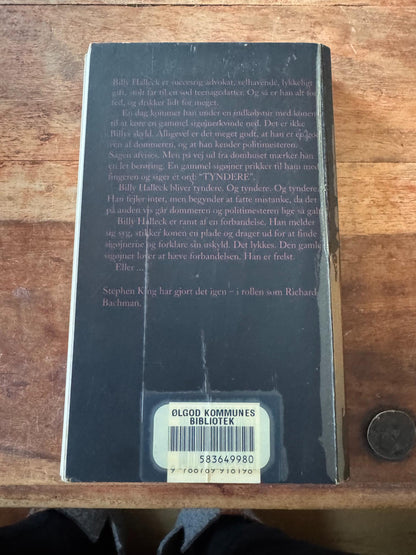 Billy Halleck er succesrig advokat, velhavende, lykkeligt
gift, stolt far til en sød teenagedatter. Og så er han alt for
fed, og drikker lidt for meget.
En dag kommer han under en indkøbstur med konen
til at køre en gammel sigøjnerkvinde ned. Det er ikke
Billys skyld. Alligevel er det meget godt, at han er en ven
af dommeren, og at han kender politimesteren.
Sagen afvises. Men på vej ud fra domhuset mærker han
en let berøring. En gammel sigøjner prikker til ham med
fingeren og siger et ord: "TYNDERE".
Billy Halleck bliver tyndere. Og tyndere. Og tyndere.
Han fejler intet, men begynder at fatte mistanke, da det
på anden vis går dommeren og politimesteren lige så galt.
Billy Halleck er ramt af en forbandelse. Han melder
sig syg, stikker konen en plade og drager ud for at finde
sigøjnerne og forklare sin uskyld. Det lykkes. Den gamle
sigøjner lover at hæve forbandelsen. Han er frelst.
Eller ...
Stephen King har gjort det igen – i rollen som Richard
Bachman.
ØLGOD KOMMUNES
BIBLIOTEK
583649980